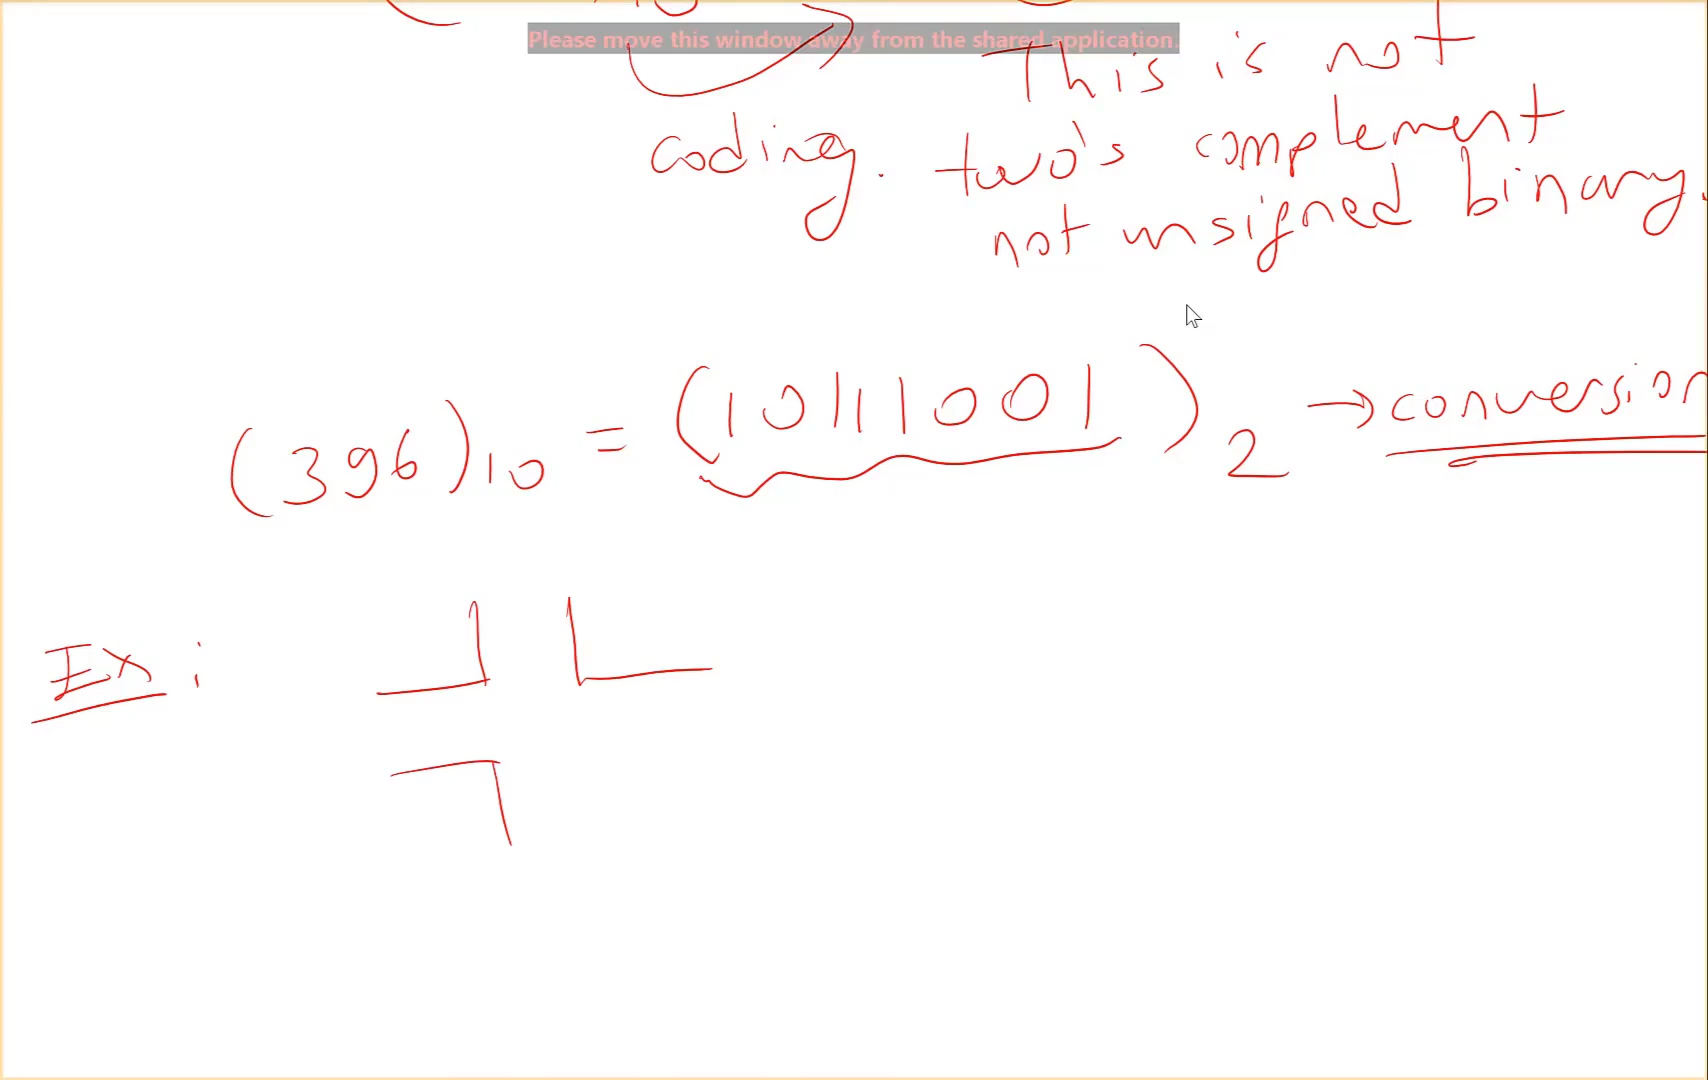 Please move this window away from the shared application.
This is not
coding. two's complement
not unsigned binary.
(396)10 = (10111001)2 → conversion
Ex: